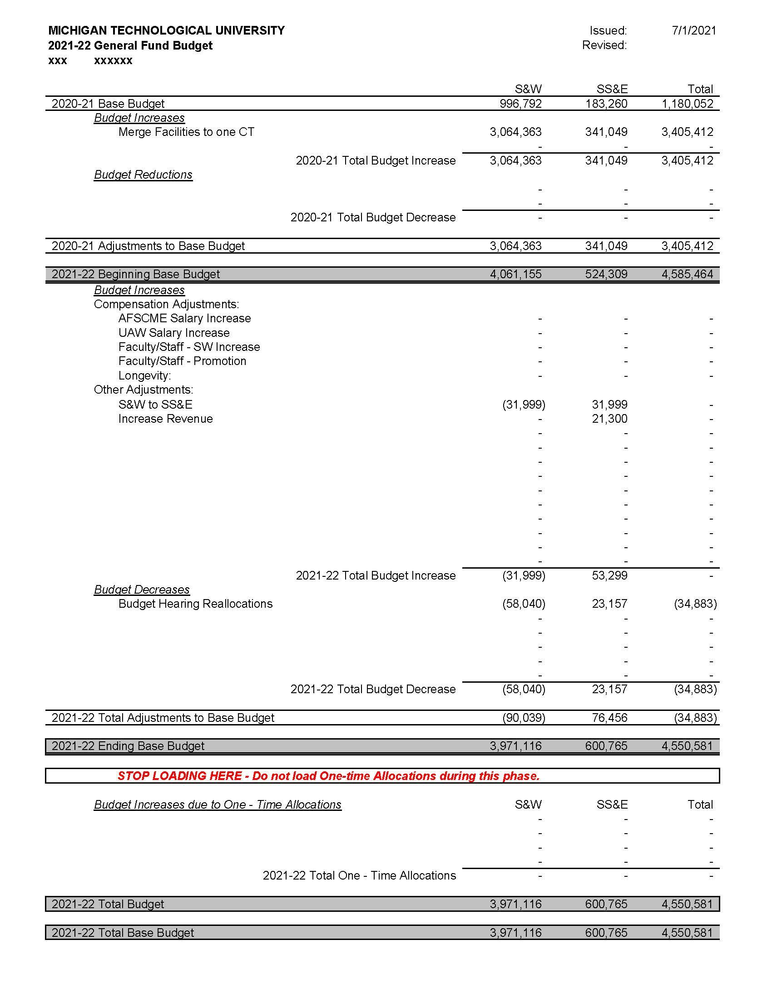 MICHIGAN TECHNOLOGICAL UNIVERSITY Issued: 7/1/2021
2021-22 General Fund Budget Revised:
xxx xxxxxx
S&W SS&E Total
2020-21 Base Budget 996,792 183,260 1,180,052
Budget Increases
Merge Facilities to one CT 3,064,363 341,049 3,405,412
- - -
2020-21 Total Budget Increase 3,064,363 341,049 3,405,412
Budget Reductions
- - -
- - -
2020-21 Total Budget Decrease - - -
2020-21 Adjustments to Base Budget 3,064,363 341,049 3,405,412
2021-22 Beginning Base Budget 4,061,155 524,309 4,585,464
Budget Increases
Compensation Adjustments:
AFSCME Salary Increase - - -
UAW Salary Increase - - -
Faculty/Staff - SW Increase - - -
Faculty/Staff - Promotion - - -
Longevity: - - -
Other Adjustments:
S&W to SS&E (31,999) 31,999 -
Increase Revenue - 21,300 -
- - -
- - -
- - -
- - -
- - -
- - -
- - -
- - -
- - -
- - -
2021-22 Total Budget Increase (31,999) 53,299 -
Budget Decreases
Budget Hearing Reallocations (58,040) 23,157 (34,883)
- - -
- - -
- - -
- - -
- - -
2021-22 Total Budget Decrease (58,040) 23,157 (34,883)
2021-22 Total Adjustments to Base Budget (90,039) 76,456 (34,883)
2021-22 Ending Base Budget 3,971,116 600,765 4,550,581
STOP LOADING HERE - Do not load One-time Allocations during this phase.
Budget Increases due to One - Time Allocations S&W SS&E Total
- - -
- - -
- - -
- - -
2021-22 Total One - Time Allocations - - -
2021-22 Total Budget 3,971,116 600,765 4,550,581
2021-22 Total Base Budget 3,971,116 600,765 4,550,581